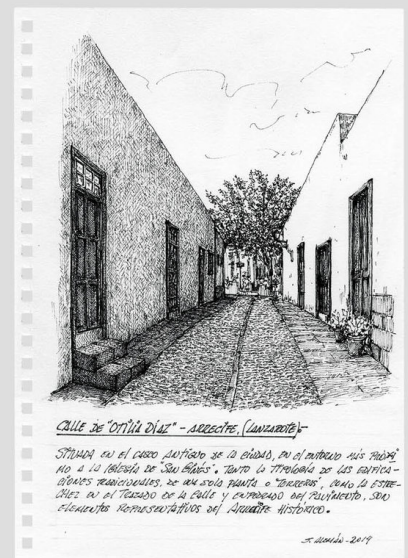 CALLE DE "OTILIA DÍAZ" - ARRECIFE, (LANZAROTE)-
SITUADA EN EL CASCO ANTIGUO DE LA CIUDAD, EN EL ENTORNO MÁS PRÓXI
MO A LA IGLESIA DE "SAN GINÉS". TANTO LA TIPOLOGÍA DE LAS EDIFICA-
CIONES TRADICIONALES, DE UNA SOLA PLANTA O "TERRERAS", COMO LA ESTRE-
CHEZ EN EL TRAZADO DE LA CALLE Y EMPEDRADO DEL PAVIMENTO, SON
ELEMENTOS REPRESENTATIVOS DEL ARRECIFE HISTÓRICO.
J. ALEMÁN - 2019